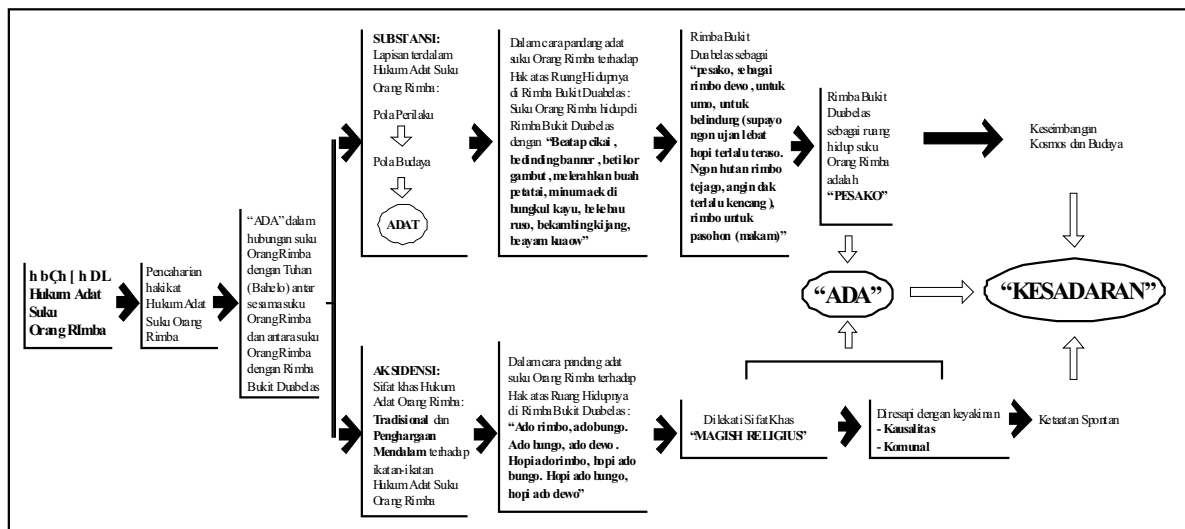 Hukum Adat
Suku
Orang RImba
Pencaharian
hakikat
Hukum Adat
Suku Orang
Rimba
“ADA” dalam
hubungan suku
Orang Rimba
dengan Tuhan
(Bahelo) antar
sesama suku
Orang Rimba
dan antara suku
Orang Rimba
dengan Rimba
Bukit Duabelas
SUBSTANSI:
Lapisan terdalam
Hukum Adat Suku
Orang Rimba:
Pola Perilaku
Pola Budaya
ADAT
Dalam cara pandang adat
suku Orang Rimba terhadap
Hak atas Ruang Hidupnya
di Rimba Bukit Duabelas :
Suku Orang Rimba hidup di
Rimba Bukit Duabelas
dengan “Beatap cikai ,
bedinding banner , betikor
gambut , melerahkan buah
petatai, minum aek di
bungkul kayu, bekebau
ruso, bekambing kijang,
beayam kuaow”
Rimba Bukit
Duabelas sebagai
“pesako, sebagai
rimbo dewo , untuk
umo, untuk
belindung (supayo
ngon ujan lebat
hopi terlalu teraso.
Ngon hutan rimbo
tejago, angin dak
terlalu kencang ),
rimbo untuk
pasohon (makam)”
Rimba Bukit
Duabelas
sebagai ruang
hidup suku
Orang Rimba
adalah
“PESAKO”
Keseimbangan
Kosmos dan Budaya
“ADA”
“KESADARAN”
AKSIDENSI:
Sifat khas Hukum
Adat Orang Rimba:
Tradisional dan
Penghargaan
Mendalam terhadap
ikatan-ikatan
Hukum Adat Suku
Orang Rimba
Dalam cara pandang adat
suku Orang Rimba terhadap
Hak atas Ruang Hidupnya
di Rimba Bukit Duabelas :
“Ado rimbo, ado bungo.
Ado bungo, ado dewo .
Hopi ado rimbo, hopi ado
bungo. Hopi ado bungo,
hopi ado dewo”
Dilekati Sifat Khas
“MAGISH RELIGIUS”
Diresapi dengan keyakinan
- Kausalitas
- Komunal
Ketaatan Spontan